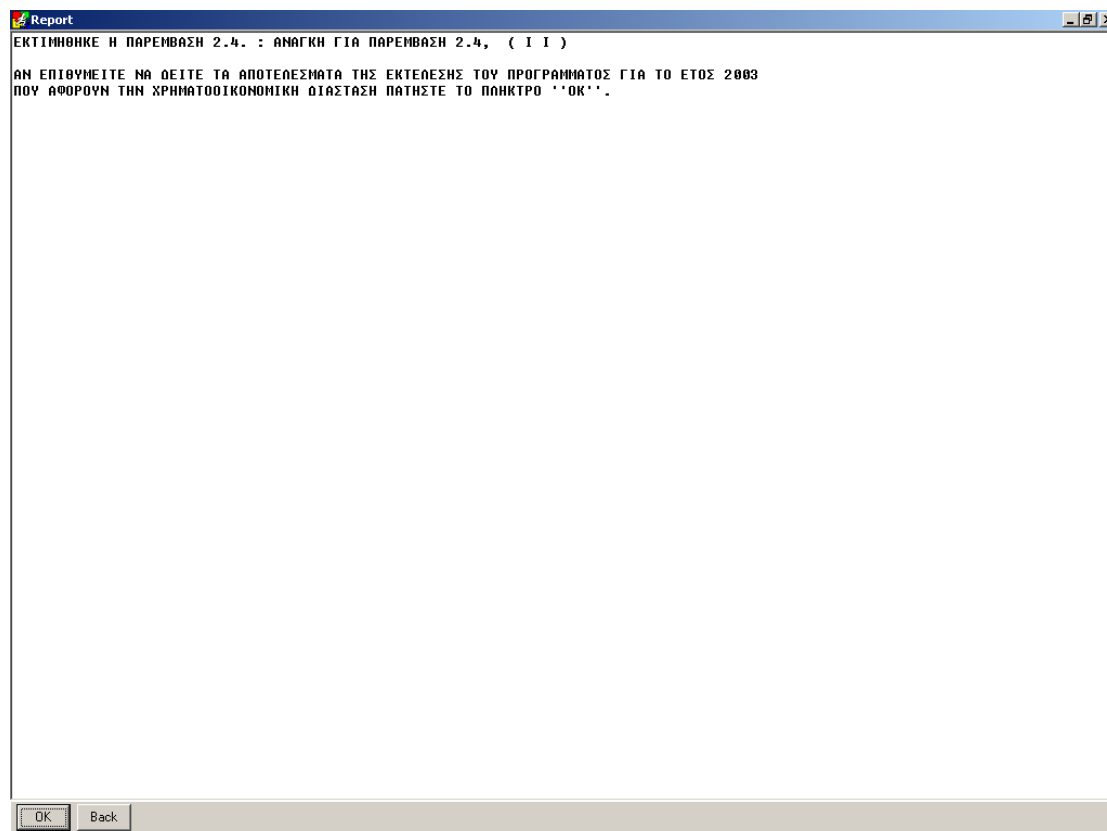 Report
ΕΚΤΙΜΗΘΗΚΕ Η ΠΑΡΕΜΒΑΣΗ 2.4. : ΑΝΑΓΚΗ ΓΙΑ ΠΑΡΕΜΒΑΣΗ 2.4, ( Ι Ι )
ΑΝ ΕΠΙΘΥΜΕΙΤΕ ΝΑ ΔΕΙΤΕ ΤΑ ΑΠΟΤΕΛΕΣΜΑΤΑ ΤΗΣ ΕΚΤΕΛΕΣΗΣ ΤΟΥ ΠΡΟΓΡΑΜΜΑΤΟΣ ΓΙΑ ΤΟ ΕΤΟΣ 2003
ΠΟΥ ΑΦΟΡΟΥΝ ΤΗΝ ΧΡΗΜΑΤΟΟΙΚΟΝΟΜΙΚΗ ΔΙΑΣΤΑΣΗ ΠΑΤΗΣΤΕ ΤΟ ΠΛΗΚΤΡΟ ''ΟΚ''.
OK Back